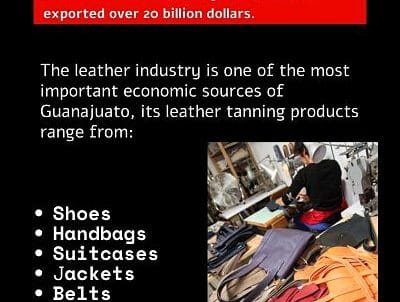 exported over 20 billion dollars.
The leather industry is one of the most
important economic sources of
Guanajuato, its leather tanning products
range from:
• Shoes
• Handbags
• Suitcases
• Jackets
• Belts